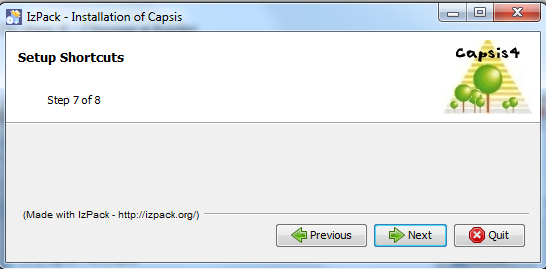 IzPack - Installation of Capsis
Setup Shortcuts
Capsis4
Step 7 of 8
(Made with IzPack - http://izpack.org/)
Previous
Next
Quit